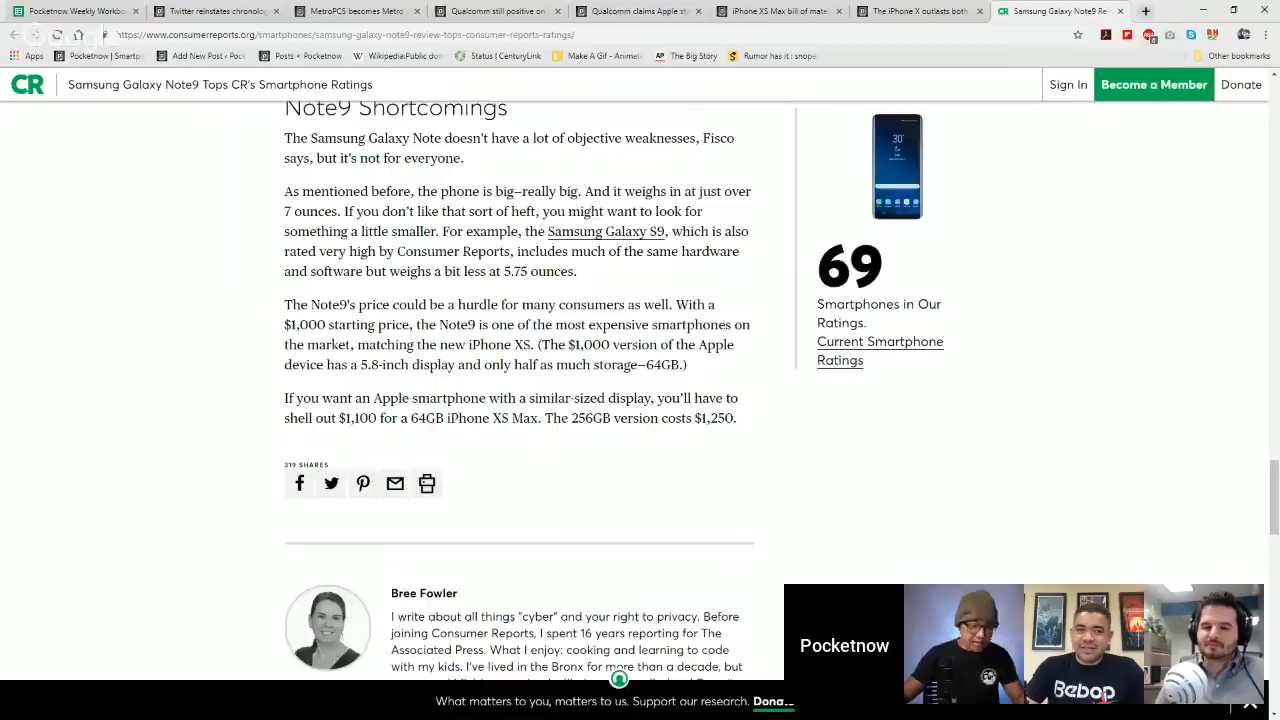 Pocketnow Weekly Workbo
Twitter reinstates chronolog
MetroPCS becomes Metro
Qualcomm still positive on
Qualcomm claims Apple st
iPhone XS Max bill of mate
The iPhone X outlasts both
CR Samsung Galaxy Note9 Re
https://www.consumerreports.org/smartphones/samsung-galaxy-note9-review-tops-consumer-reports-ratings/
Apps
Pocketnow | Smartp
Add New Post ‹ Poc
Posts ‹ Pocketnow
WikipediaPublic dom
Status | CenturyLink
Make A Gif - Animate
AP The Big Story
Rumor has it : snope
Other bookmarks
CR Samsung Galaxy Note9 Tops CR's Smartphone Ratings
Sign In
Become a Member
Donate
Note9 Shortcomings
The Samsung Galaxy Note doesn't have a lot of objective weaknesses, Fisco
says, but it's not for everyone.
As mentioned before, the phone is big—really big. And it weighs in at just over
7 ounces. If you don't like that sort of heft, you might want to look for
something a little smaller. For example, the Samsung Galaxy S9, which is also
rated very high by Consumer Reports, includes much of the same hardware
and software but weighs a bit less at 5.75 ounces.
The Note9's price could be a hurdle for many consumers as well. With a
$1,000 starting price, the Note9 is one of the most expensive smartphones on
the market, matching the new iPhone XS. (The $1,000 version of the Apple
device has a 5.8-inch display and only half as much storage—64GB.)
If you want an Apple smartphone with a similar-sized display, you'll have to
shell out $1,100 for a 64GB iPhone XS Max. The 256GB version costs $1,250.
69
Smartphones in Our
Ratings.
Current Smartphone
Ratings
319 SHARES
Bree Fowler
I write about all things "cyber" and your right to privacy. Before
joining Consumer Reports, I spent 16 years reporting for The
Associated Press. What I enjoy: cooking and learning to code
with my kids. I've lived in the Bronx for more than a decade, but
What matters to you, matters to us. Support our research. Donate
Pocketnow
Bebop